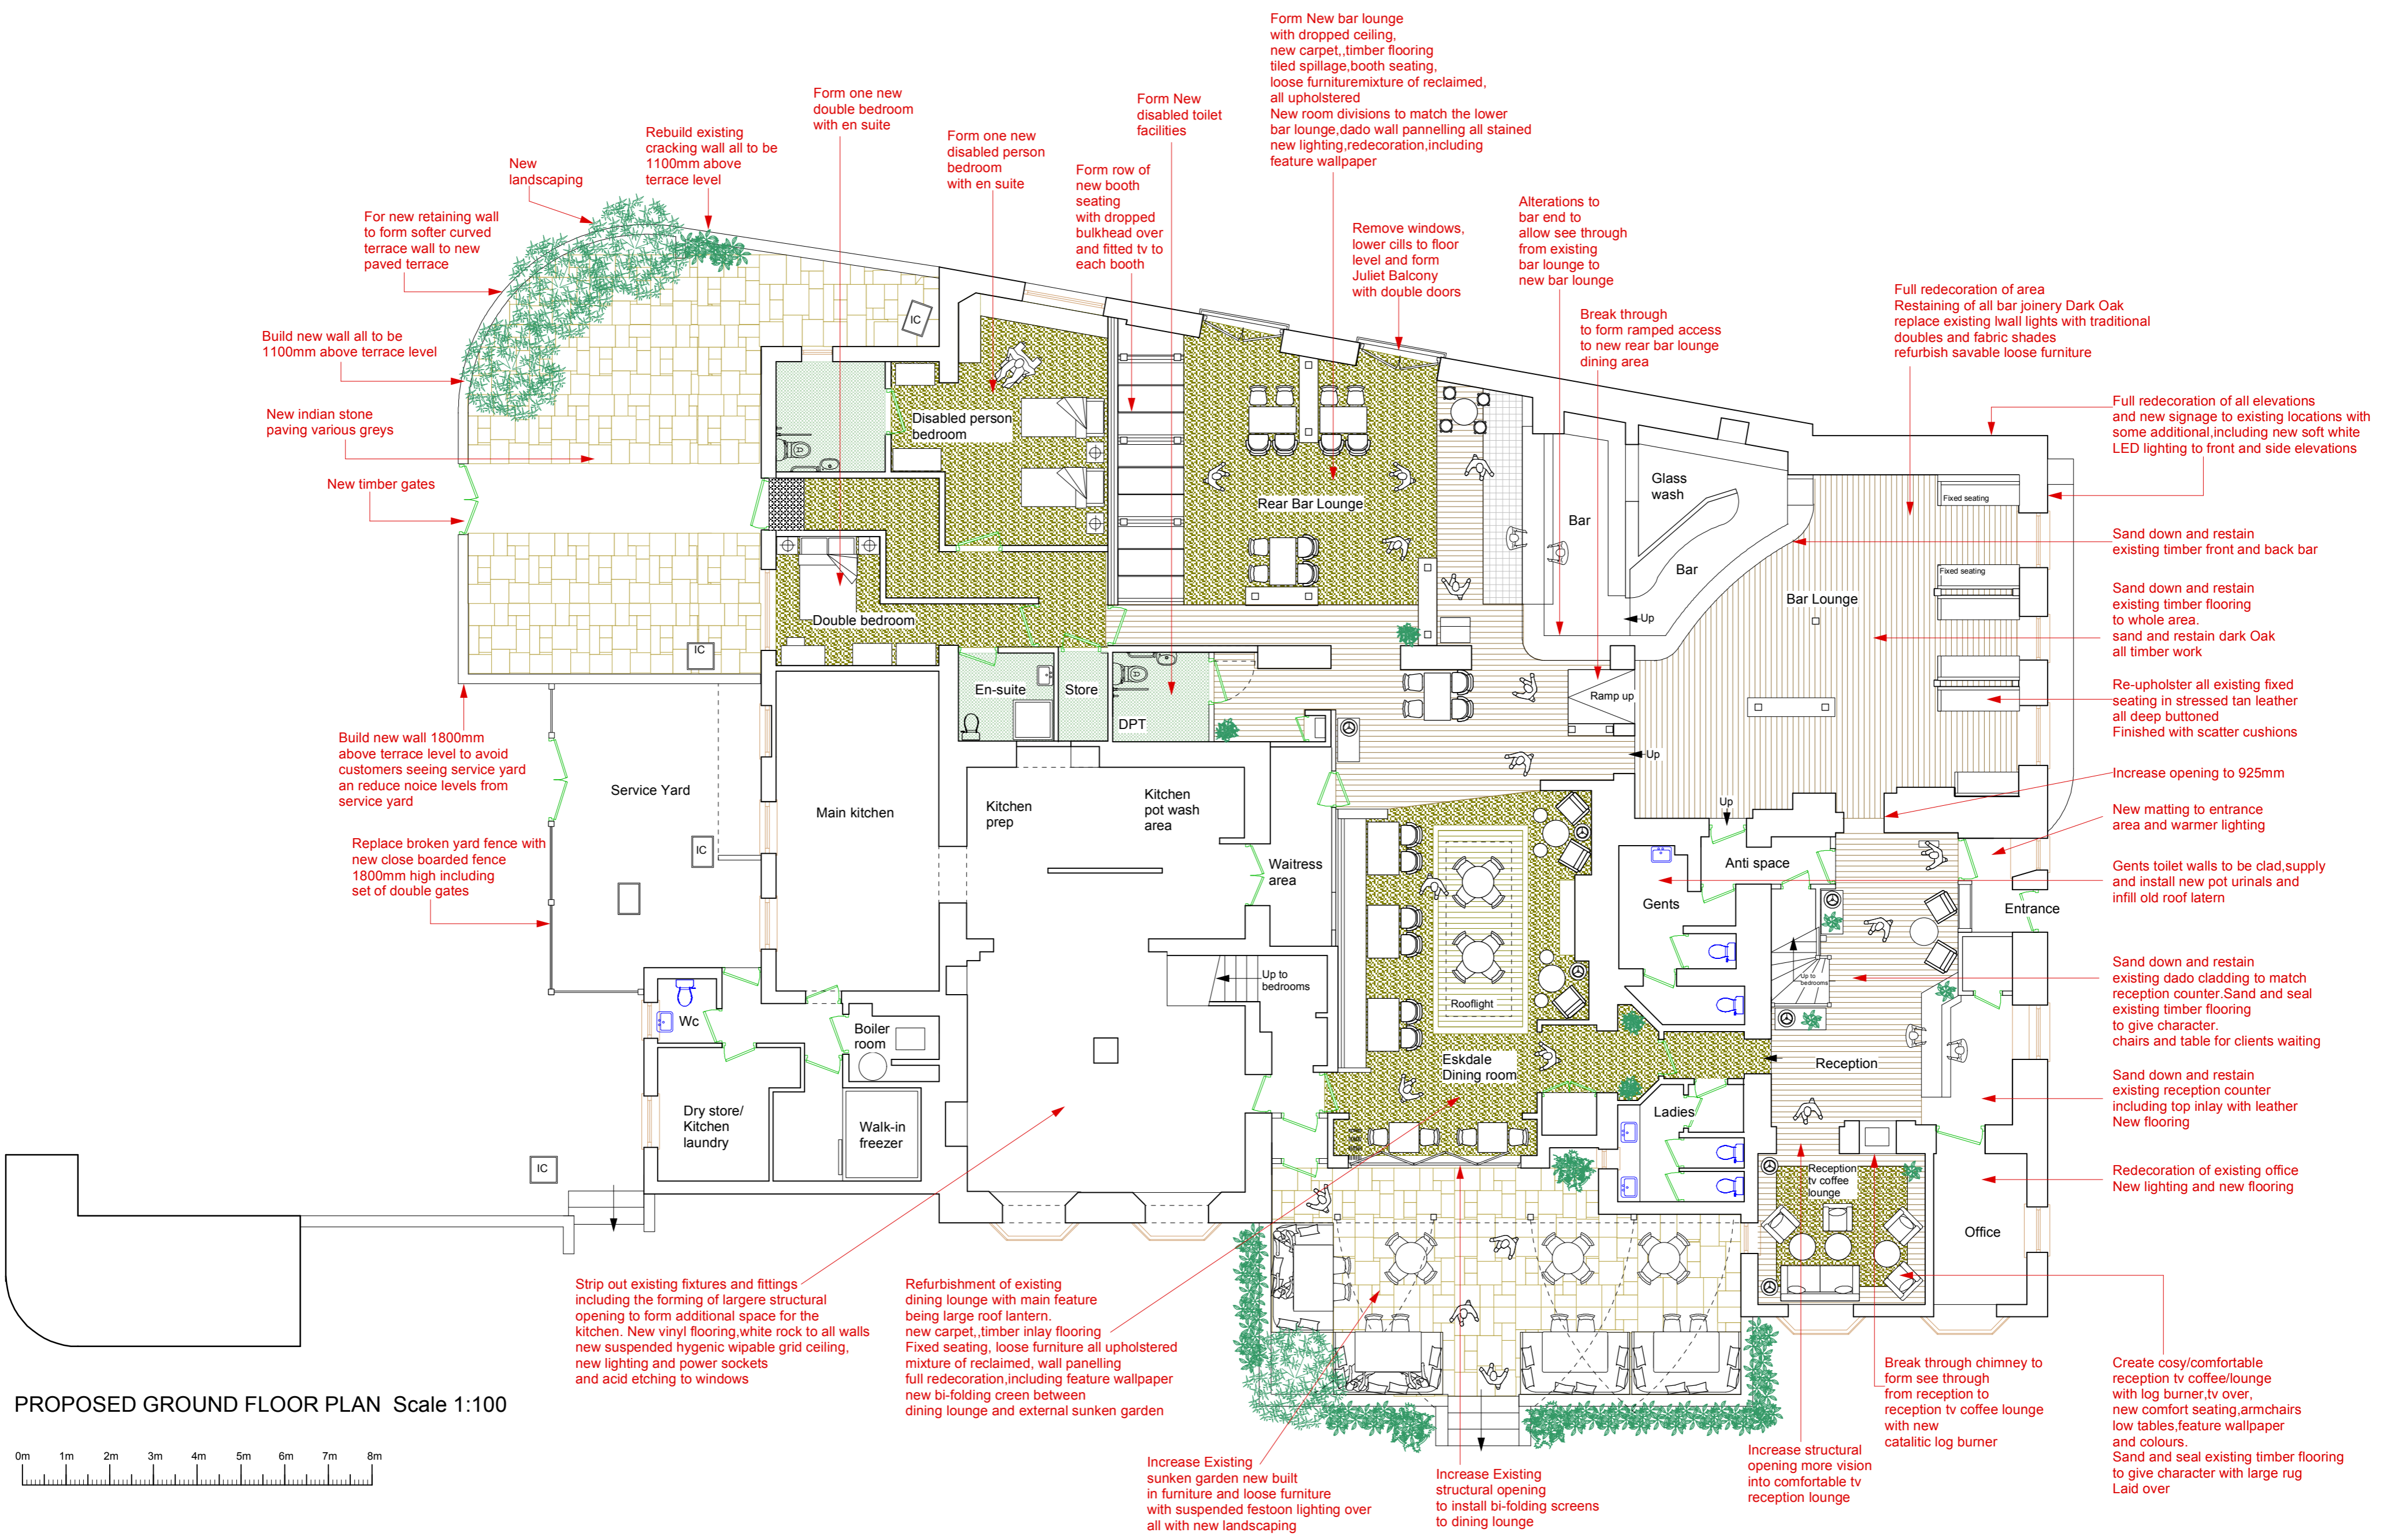 Form New bar lounge
with dropped ceiling,
new carpet,,timber flooring
tiled spillage,booth seating,
loose furnituremixture of reclaimed,
all upholstered
New room divisions to match the lower
bar lounge,dado wall pannelling all stained
new lighting,redecoration,including
feature wallpaper
Form one new
double bedroom
with en suite
Form New
disabled toilet
facilities
Rebuild existing
cracking wall all to be
1100mm above
terrace level
Form one new
disabled person
bedroom
with en suite
New
landscaping
Form row of
new booth
seating
with dropped
bulkhead over
and fitted tv to
each booth
Alterations to
bar end to
allow see through
from existing
bar lounge to
new bar lounge
For new retaining wall
to form softer curved
terrace wall to new
paved terrace
Remove windows,
lower cills to floor
level and form
Juliet Balcony
with double doors
Full redecoration of area
Restaining of all bar joinery Dark Oak
replace existing lwall lights with traditional
doubles and fabric shades
refurbish savable loose furniture
Break through
to form ramped access
to new rear bar lounge
dining area
Build new wall all to be
1100mm above terrace level
Full redecoration of all elevations
and new signage to existing locations with
some additional,including new soft white
LED lighting to front and side elevations
New indian stone
paving various greys
New timber gates
IC
Disabled person
bedroom
Rear Bar Lounge
Glass
wash
Bar
Bar
Fixed seating
Fixed seating
Bar Lounge
Sand down and restain
existing timber front and back bar
Sand down and restain
existing timber flooring
to whole area.
sand and restain dark Oak
all timber work
Double bedroom
Up
IC
En-suite
Store
DPT
Ramp up
Up
Re-upholster all existing fixed
seating in stressed tan leather
all deep buttoned
Finished with scatter cushions
Build new wall 1800mm
above terrace level to avoid
customers seeing service yard
an reduce noice levels from
service yard
Service Yard
Main kitchen
Kitchen
prep
Kitchen
pot wash
area
Increase opening to 925mm
New matting to entrance
area and warmer lighting
Up
Replace broken yard fence with
new close boarded fence
1800mm high including
set of double gates
IC
Waitress
area
Anti space
Gents
Entrance
Gents toilet walls to be clad,supply
and install new pot urinals and
infill old roof latern
Up to
bedrooms
Up to
bedrooms
Rooflight
Sand down and restain
existing dado cladding to match
reception counter.Sand and seal
existing timber flooring
to give character.
chairs and table for clients waiting
Wc
Boiler
room
Eskdale
Dining room
Reception
Sand down and restain
existing reception counter
including top inlay with leather
New flooring
Dry store/
Kitchen
laundry
Walk-in
freezer
Ladies
IC
Reception
tv coffee
lounge
Office
Redecoration of existing office
New lighting and new flooring
Strip out existing fixtures and fittings
including the forming of largere structural
opening to form additional space for the
kitchen. New vinyl flooring,white rock to all walls
new suspended hygenic wipable grid ceiling,
new lighting and power sockets
and acid etching to windows
Refurbishment of existing
dining lounge with main feature
being large roof lantern.
new carpet,,timber inlay flooring
Fixed seating, loose furniture all upholstered
mixture of reclaimed, wall panelling
full redecoration,including feature wallpaper
new bi-folding creen between
dining lounge and external sunken garden
Increase Existing
sunken garden new built
in furniture and loose furniture
with suspended festoon lighting over
all with new landscaping
Increase Existing
structural opening
to install bi-folding screens
to dining lounge
Increase structural
opening more vision
into comfortable tv
reception lounge
Break through chimney to
form see through
from reception to
reception tv coffee lounge
with new
catalitic log burner
Create cosy/comfortable
reception tv coffee/lounge
with log burner,tv over,
new comfort seating,armchairs
low tables,feature wallpaper
and colours.
Sand and seal existing timber flooring
to give character with large rug
Laid over
PROPOSED GROUND FLOOR PLAN Scale 1:100
0m 1m 2m 3m 4m 5m 6m 7m 8m